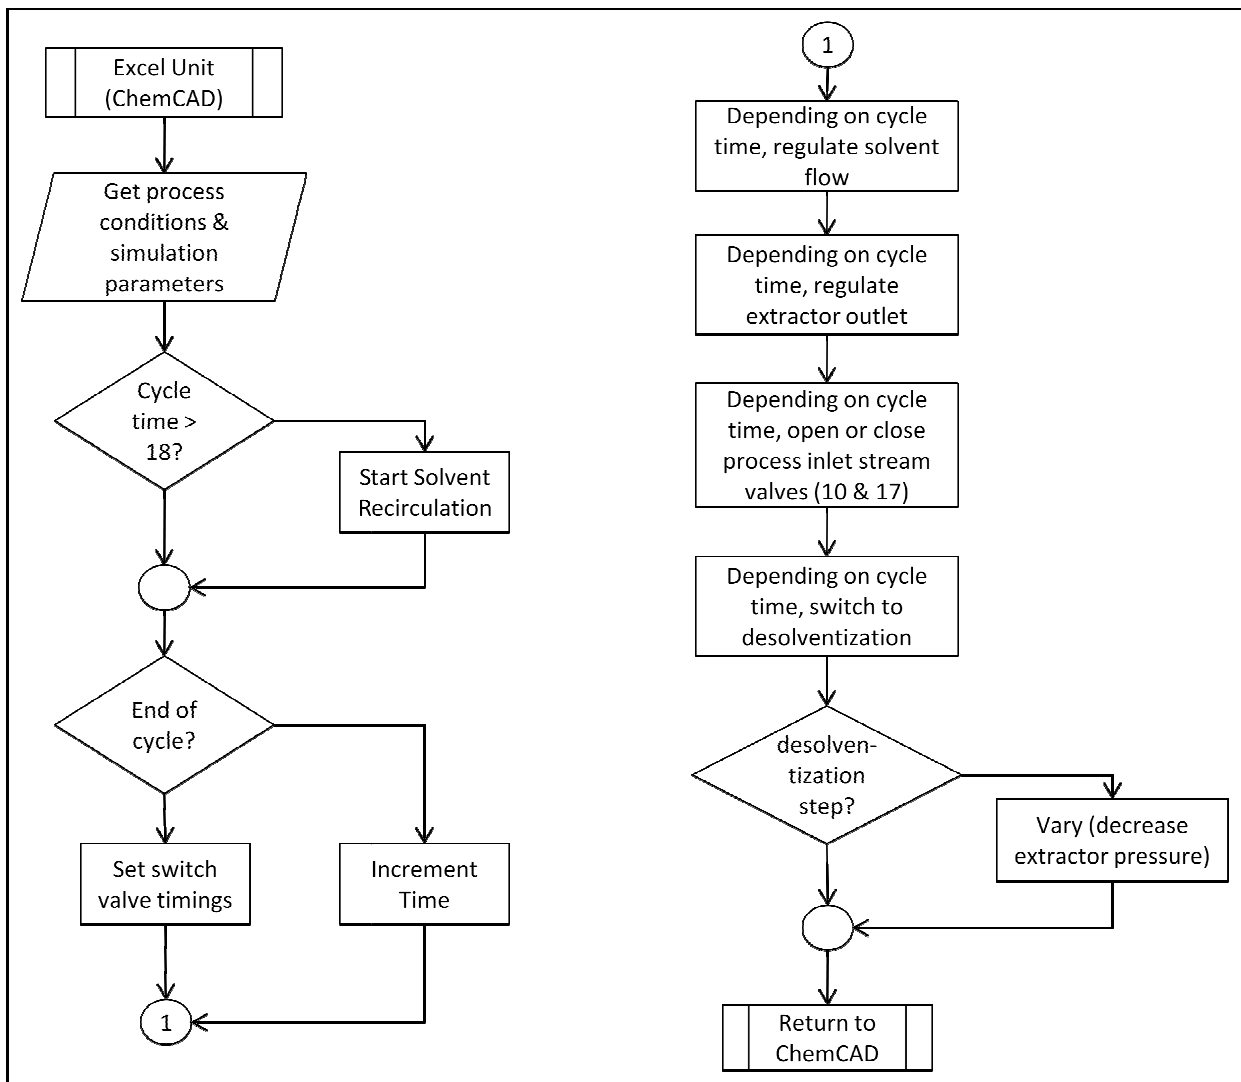 Excel Unit
(ChemCAD)
Get process
conditions &
simulation
parameters
Cycle
time >
18?
Start Solvent
Recirculation
End of
cycle?
Set switch
valve timings
Increment
Time
1
1
Depending on cycle
time, regulate solvent
flow
Depending on cycle
time, regulate
extractor outlet
Depending on cycle
time, open or close
process inlet stream
valves (10 & 17)
Depending on cycle
time, switch to
desolventization
desolven-
tization
step?
Vary (decrease
extractor pressure)
Return to
ChemCAD